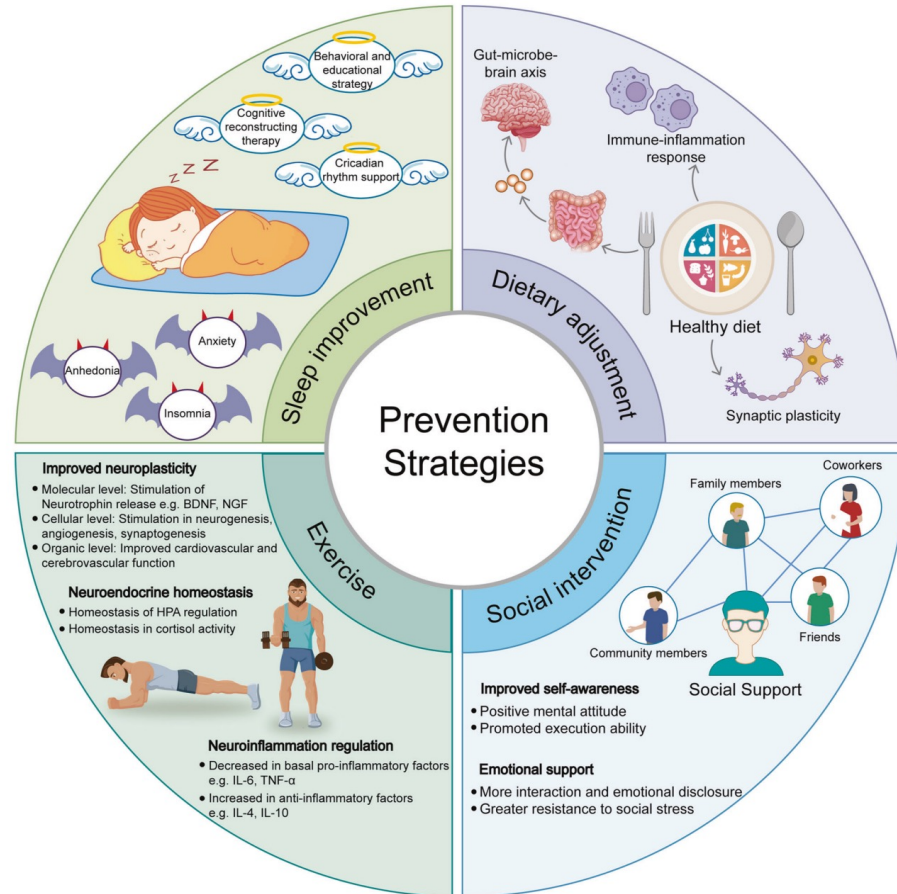 Prevention
Strategies
Sleep improvement
Behavioral and
educational
strategy
Cognitive
reconstructing
therapy
Cricadian
rhythm support
z z z z
Anxiety
Anhedonia
Insomnia
Dietary adjustment
Gut-microbe-
brain axis
Immune-inflammation
response
Healthy diet
Synaptic plasticity
Exercise
Improved neuroplasticity
• Molecular level: Stimulation of
Neurotrophin release e.g. BDNF, NGF
• Cellular level: Stimulation in neurogenesis,
angiogenesis, synaptogenesis
• Organic level: Improved cardiovascular and
cerebrovascular function
Neuroendocrine homeostasis
• Homeostasis of HPA regulation
• Homeostasis in cortisol activity
Neuroinflammation regulation
• Decreased in basal pro-inflammatory factors
e.g. IL-6, TNF-α
• Increased in anti-inflammatory factors
e.g. IL-4, IL-10
Social intervention
Family members
Coworkers
Community members
Friends
Social Support
Improved self-awareness
• Positive mental attitude
• Promoted execution ability
Emotional support
• More interaction and emotional disclosure
• Greater resistance to social stress